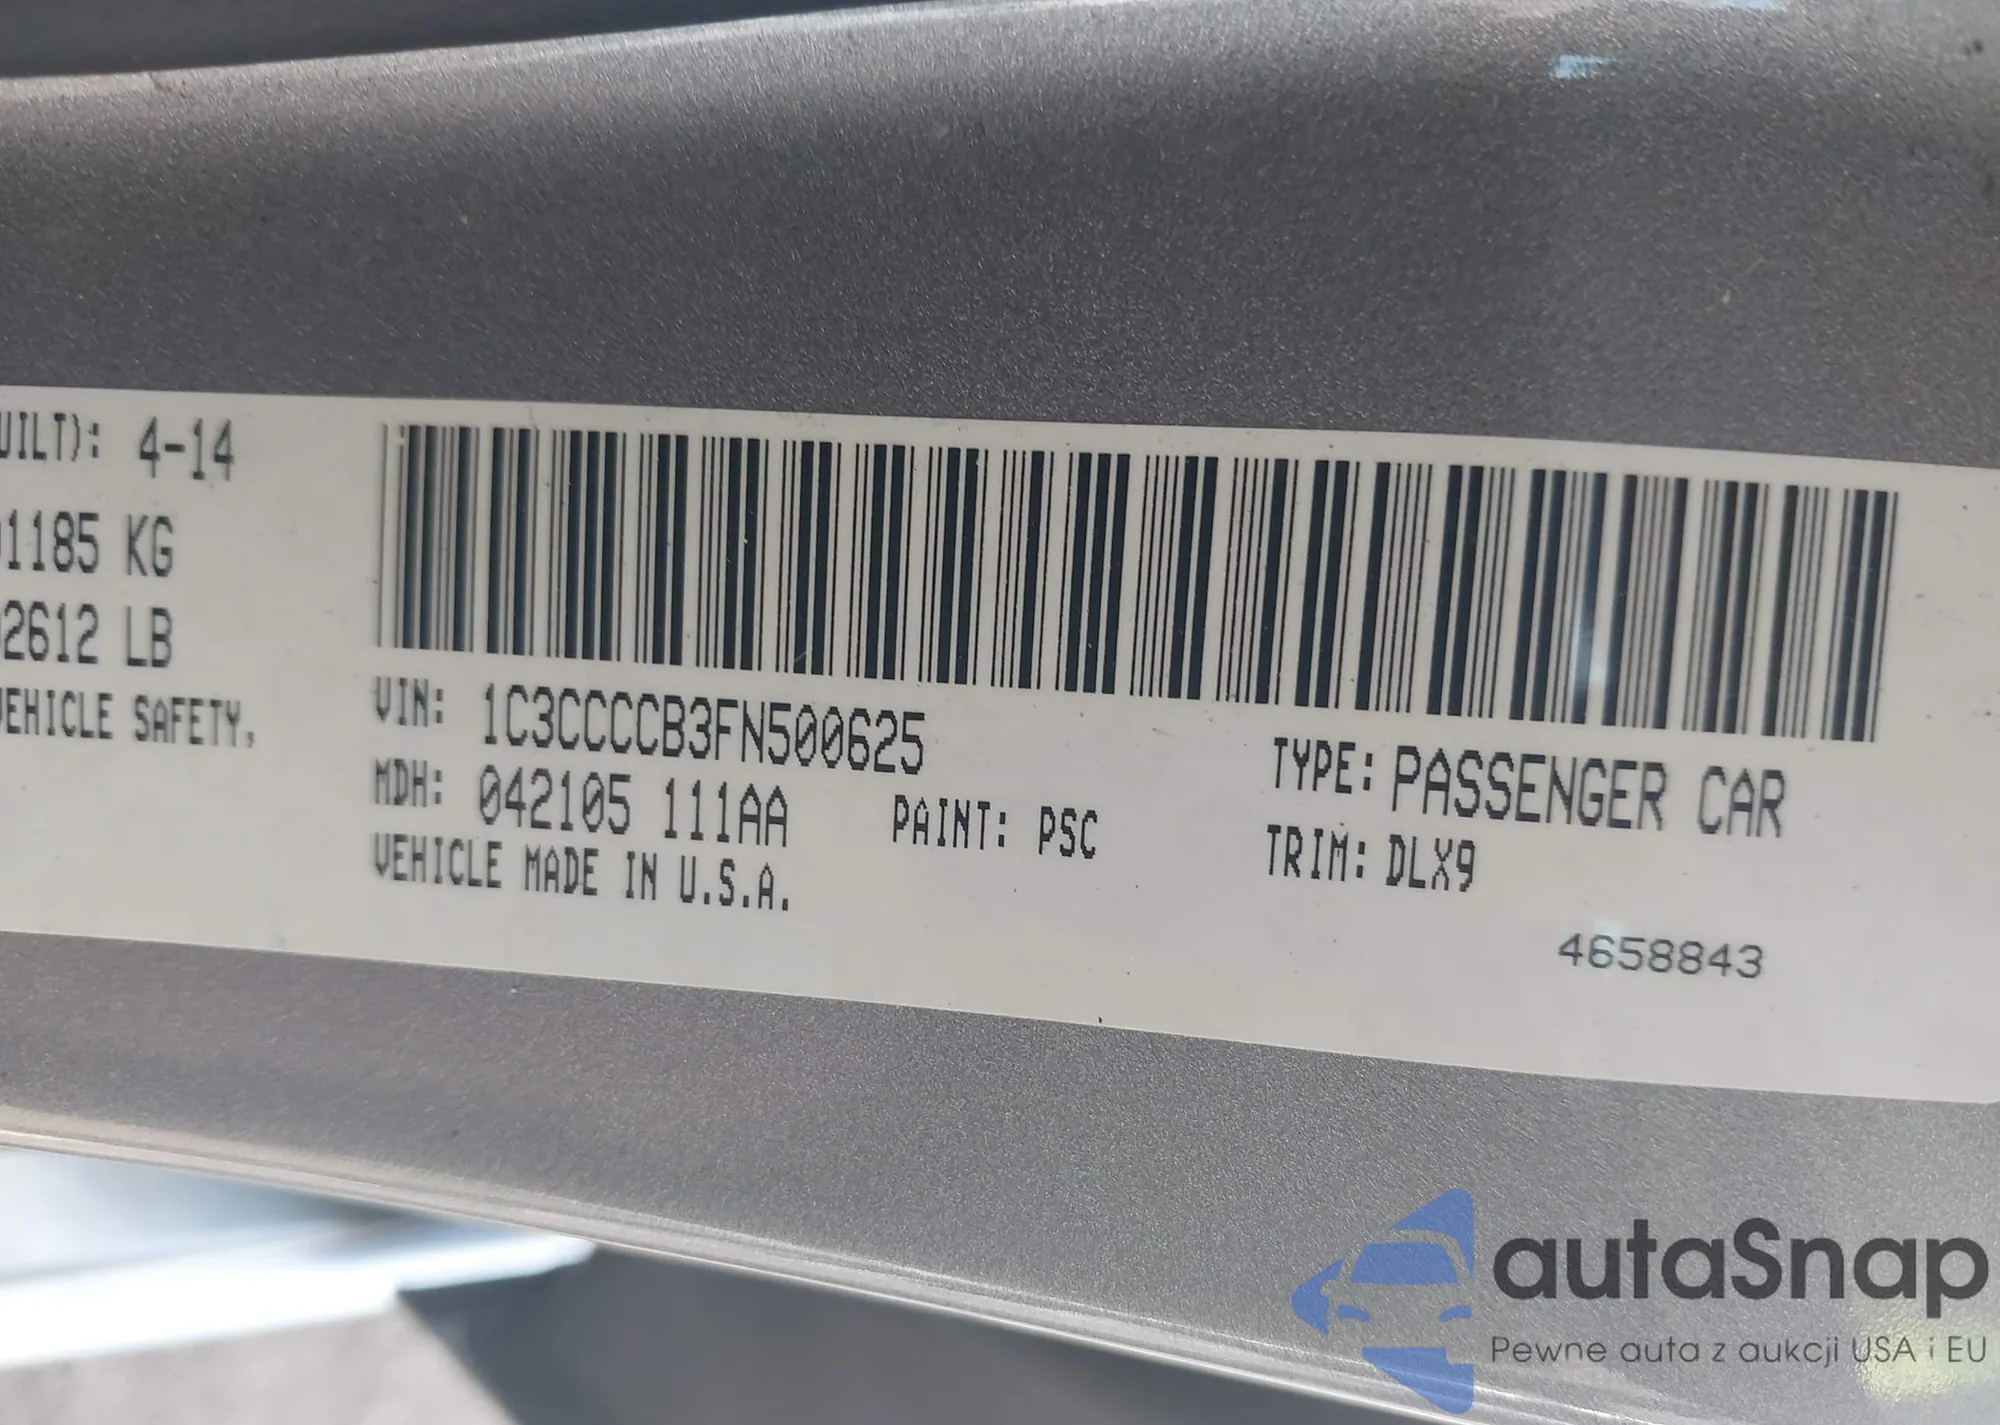 UILT): 4-14
1185 KG
2612 LB
VEHICLE SAFETY,
VIN: 1C3CCCCB3FN500625
MDH: 042105 111AA
PAINT: PSC
VEHICLE MADE IN U.S.A.
TYPE: PASSENGER CAR
TRIM: DLX9
4658843
autaSnap
Pewne auta z aukcji USA i EU